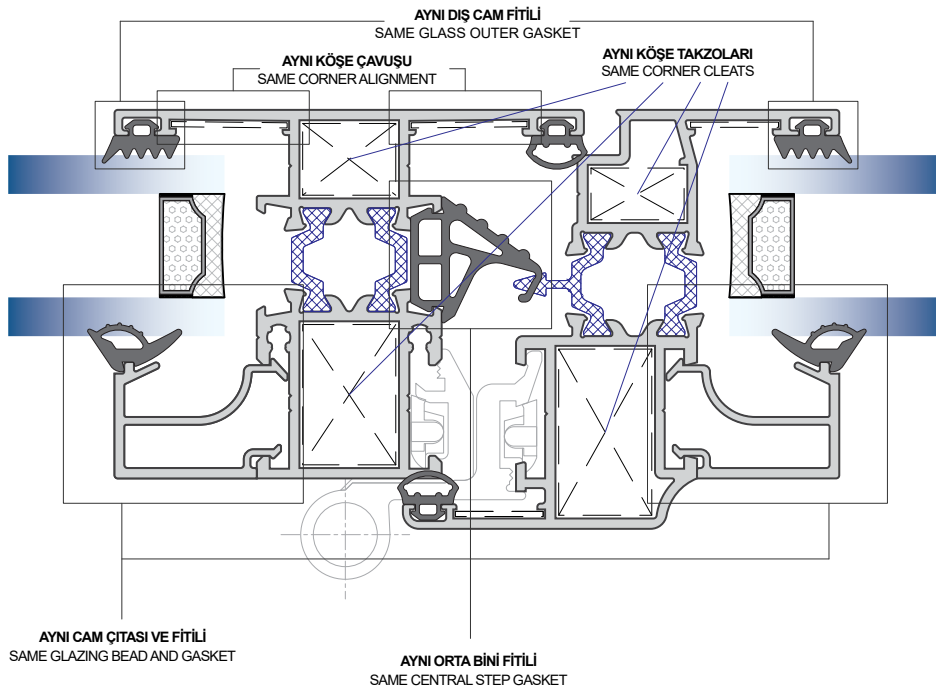 AYNI DIŞ CAM FİTİLİ
SAME GLASS OUTER GASKET
AYNI KÖŞE ÇAVUŞU
SAME CORNER ALIGNMENT
AYNI KÖŞE TAKZOLARI
SAME CORNER CLEATS
AYNI CAM ÇITASI VE FİTİLİ
SAME GLAZING BEAD AND GASKET
AYNI ORTA BİNİ FİTİLİ
SAME CENTRAL STEP GASKET